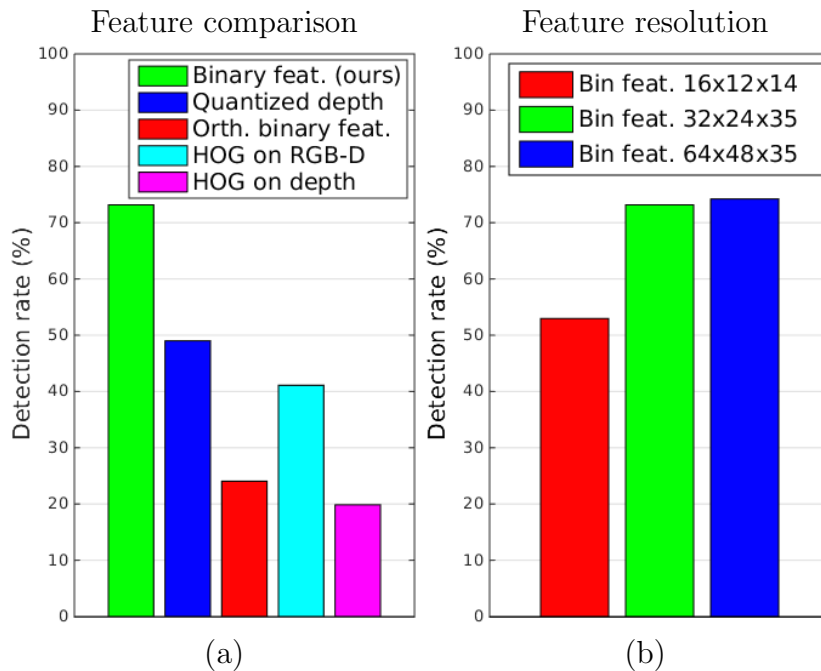 Feature comparison
100
90
80
70
60
50
40
30
20
10
0
Detection rate (%)
Binary feat. (ours)
Quantized depth
Orth. binary feat.
HOG on RGB-D
HOG on depth
(a)
Feature resolution
100
90
80
70
60
50
40
30
20
10
0
Detection rate (%)
Bin feat. 16x12x14
Bin feat. 32x24x35
Bin feat. 64x48x35
(b)